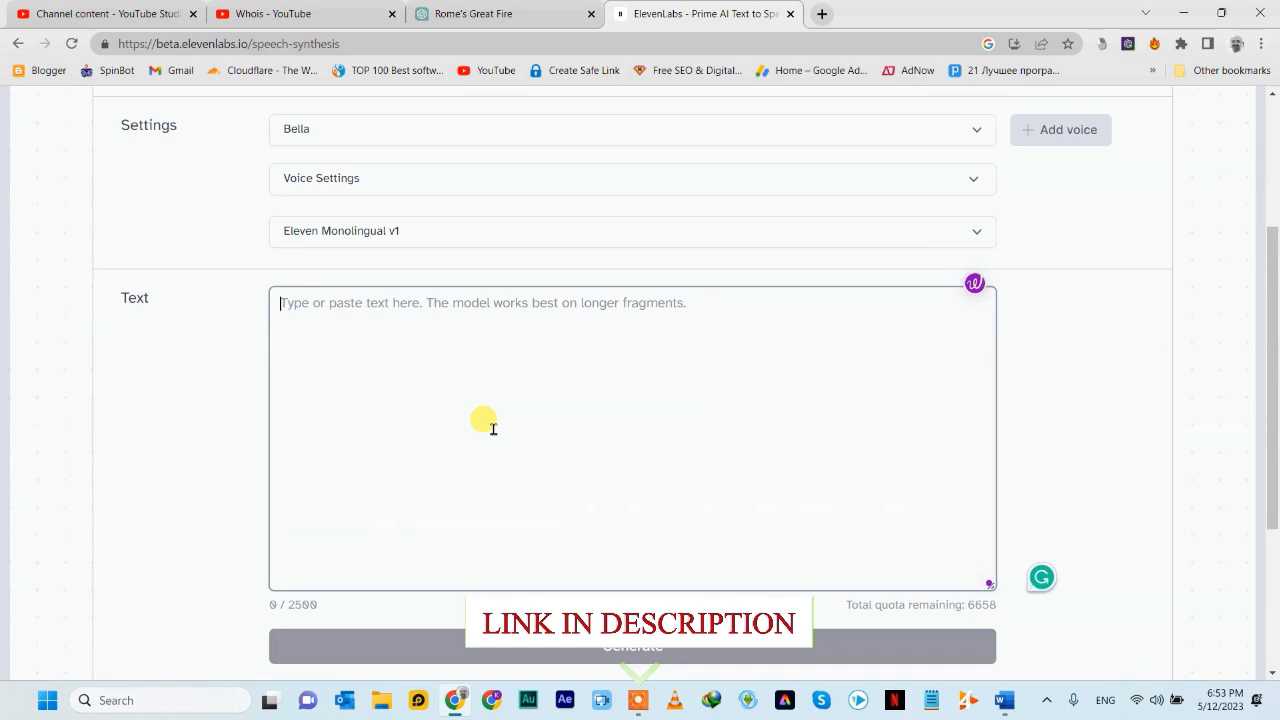 Channel content - YouTube Studi
Whois - YouTube
Rome's Great Fire
ElevenLabs - Prime AI Text to Spe
https://beta.elevenlabs.io/speech-synthesis
Blogge
SpinBot
Gma
Cloudflare - The W...
TOP 100 Best softw...
YouTube
Create Safe Link
Free SEO & Digital...
Home – Google Ad...
AdNow
21 Лучшее програ...
»
Other bookmarks
Settings
Bella
+ Add voice
Voice Settings
Eleven Monolingual v1
Text
Type or paste text here. The model works best on longer fragments.
0 / 2500
Total quota remaining: 6658
LINK IN DESCRIPTION
Generate
Search
ENG
6:53 PM
5/12/2023